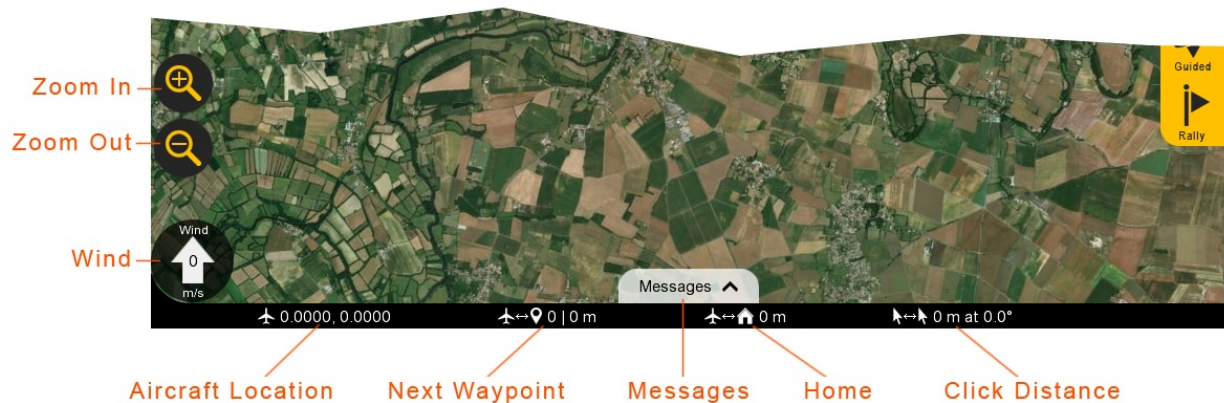 Guided
Zoom In
Rally
Zoom Out
Wind
Wind
0
m/s
Messages
0.0000, 0.0000
0 | 0 m
0 m
0 m at 0.0°
Aircraft Location
Next Waypoint
Messages
Home
Click Distance